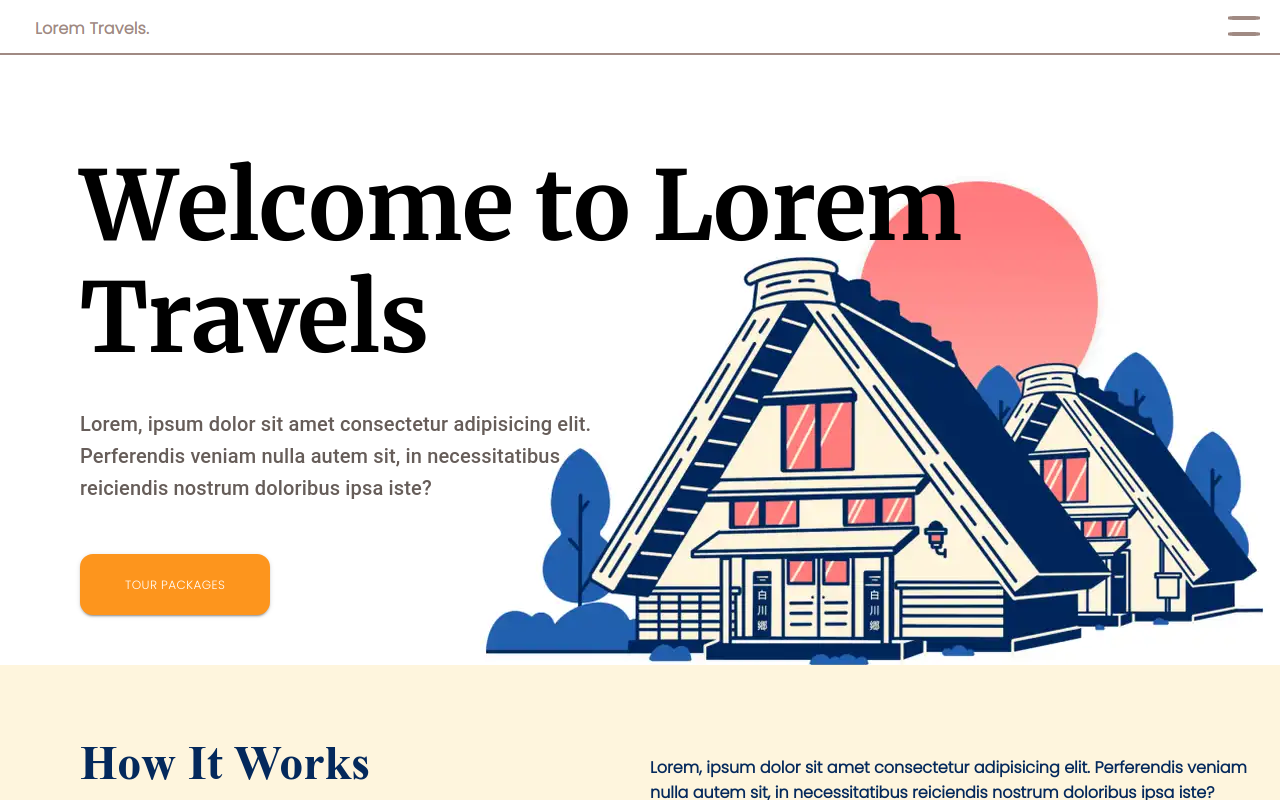 Lorem Travels.
Welcome to Lorem
Travels
Lorem, ipsum dolor sit amet consectetur adipisicing elit.
Perferendis veniam nulla autem sit, in necessitatibus
reiciendis nostrum doloribus ipsa iste?
TOUR PACKAGES
白川郷
白川郷
How It Works
Lorem, ipsum dolor sit amet consectetur adipisicing elit. Perferendis veniam
nulla autem sit, in necessitatibus reiciendis nostrum doloribus ipsa iste?